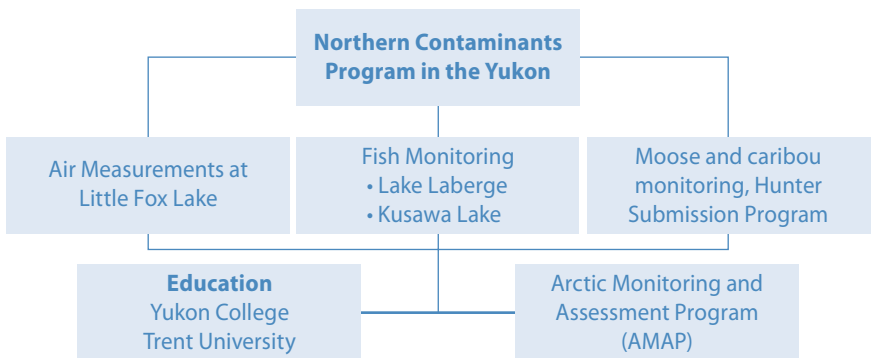 Northern Contaminants
Program in the Yukon
Air Measurements at
Little Fox Lake
Fish Monitoring
• Lake Laberge
• Kusawa Lake
Moose and caribou
monitoring, Hunter
Submission Program
Education
Yukon College
Trent University
Arctic Monitoring and
Assessment Program
(AMAP)